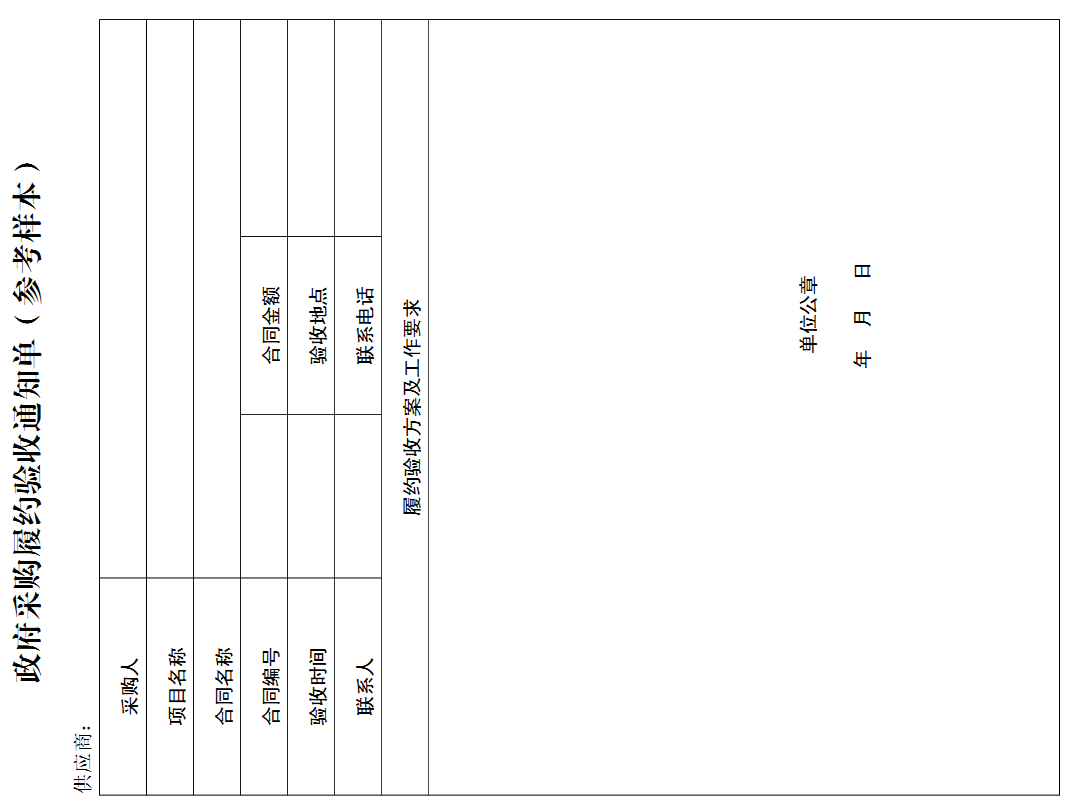 政府采购履约验收通知单（参考样本）
供应商：
采购人
项目名称
合同名称
合同编号 合同金额
验收时间 验收地点
联系人 联系电话
履约验收方案及工作要求
单位公章
年 月 日